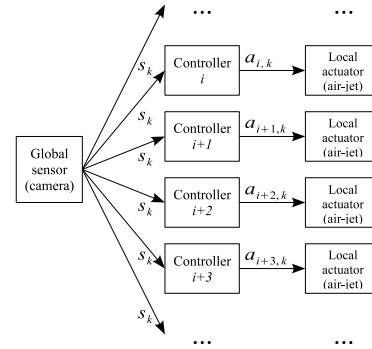 ...
...
s_k
Controller
i
a_{i,k}
Local
actuator
(air-jet)
s_k
Controller
i+1
a_{i+1,k}
Local
actuator
(air-jet)
s_k
Global
sensor
(camera)
Controller
i+2
a_{i+2,k}
Local
actuator
(air-jet)
s_k
Controller
i+3
a_{i+3,k}
Local
actuator
(air-jet)
s_k
s_k
...
...